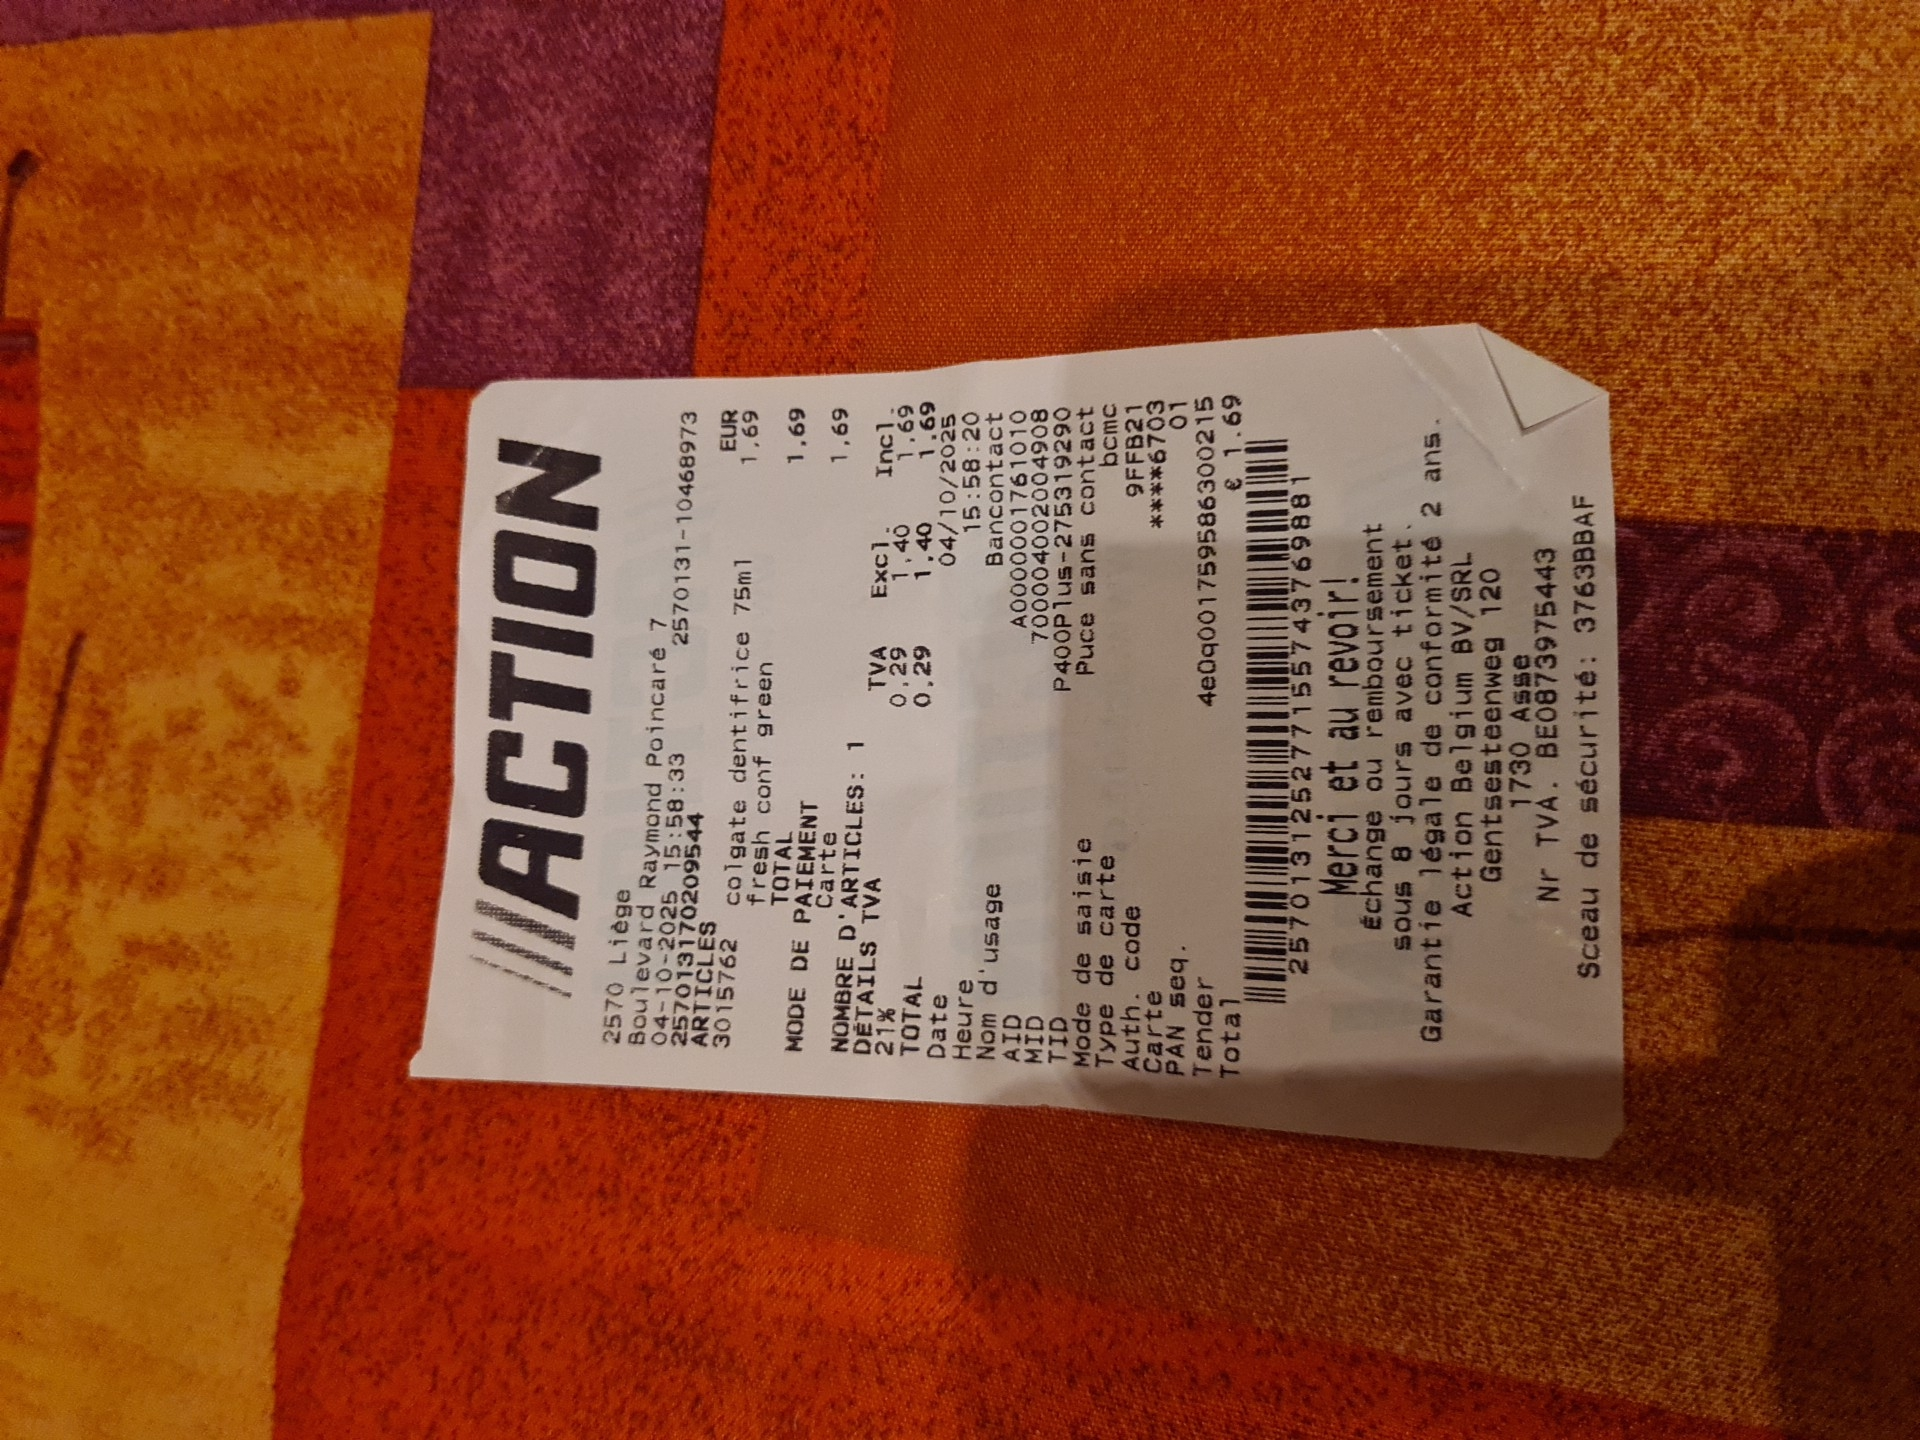 ACTION
2570 Liège
Boulevard Raymond Poincaré 7
04-10-2025 15:58:33 2570131-10468973
257013170209544
ARTICLES EUR
3015762 colgate dentifrice 75ml 1,69
fresh conf green
TOTAL 1,69
MODE DE PAIEMENT
Carte 1,69
NOMBRE D'ARTICLES: 1
DÉTAILS TVA TVA Excl. Incl.
21% 0,29 1,40 1,69
TOTAL 0,29 1,40 1,69
Date 04/10/2025
Heure 15:58:20
Nom d'usage Bancontact
AID A0000001761010
MID 700004002004908
TID P400Plus-275319290
Mode de saisie Puce sans contact
Type de carte bcmc
Auth. code 9FFB21
Carte ****6703
PAN seq. 01
Tender 4e0q001759586300215
Total € 1.69
257013125277155743769881
Merci et au revoir!
Échange ou remboursement
sous 8 jours avec ticket.
Garantie légale de conformité 2 ans.
Action Belgium BV/SRL
Gentsesteenweg 120
1730 Asse
Nr TVA. BE0873975443
Sceau de sécurité: 3763BBAF